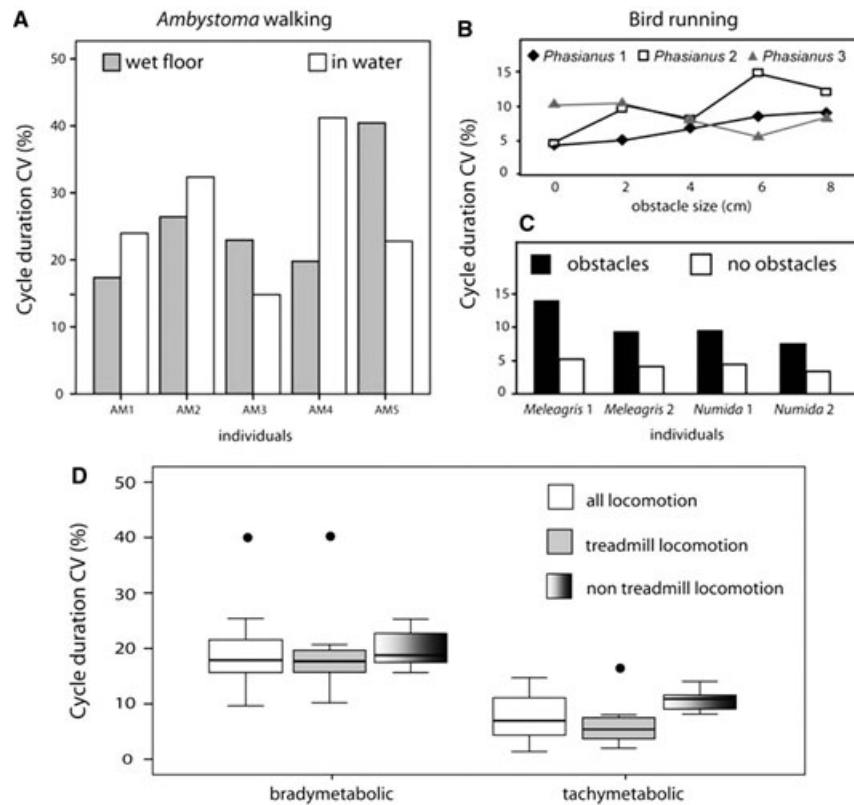 A
Ambystoma walking
Cycle duration CV (%)
50
40
30
20
10
0
wet floor
in water
AM1 AM2 AM3 AM4 AM5
individuals
Bird running
B
Phasianus 1 Phasianus 2 Phasianus 3
15
10
5
0
0 2 4 6 8
obstacle size (cm)
Cycle duration CV (%)
C
obstacles
no obstacles
15
10
5
0
Meleagris 1 Meleagris 2 Numida 1 Numida 2
individuals
D
Cycle duration CV (%)
50
40
30
20
10
0
all locomotion
treadmill locomotion
non treadmill locomotion
bradymetabolic tachymetabolic